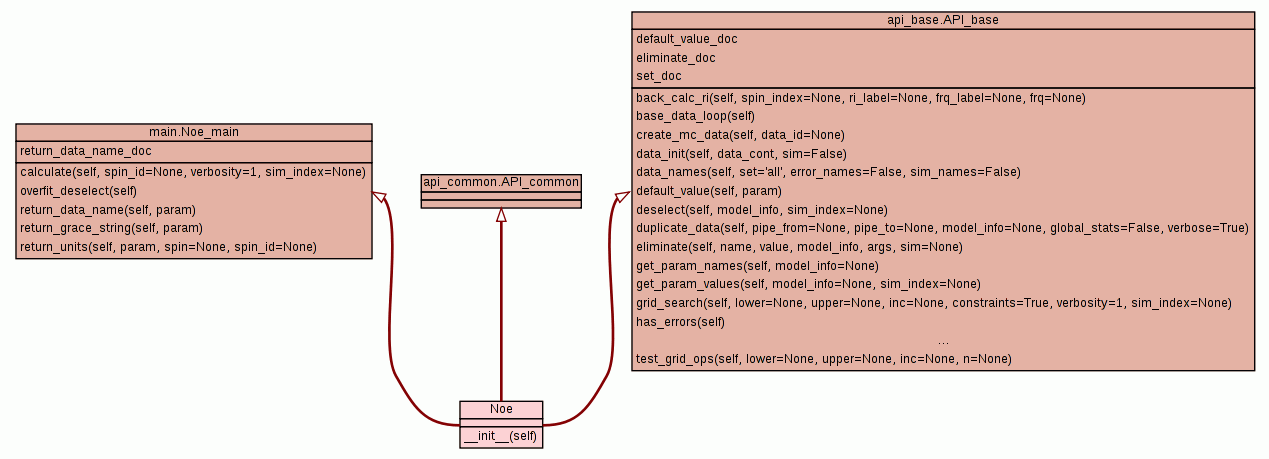 api_base.API_base
default_value_doc
eliminate_doc
set_doc
back_calc_ri(self, spin_index=None, ri_label=None, frq_label=None, frq=None)
base_data_loop(self)
create_mc_data(self, data_id=None)
data_init(self, data_cont, sim=False)
data_names(self, set='all', error_names=False, sim_names=False)
default_value(self, param)
deselect(self, model_info, sim_index=None)
duplicate_data(self, pipe_from=None, pipe_to=None, model_info=None, global_stats=False, verbose=True)
eliminate(self, name, value, model_info, args, sim=None)
get_param_names(self, model_info=None)
get_param_values(self, model_info=None, sim_index=None)
grid_search(self, lower=None, upper=None, inc=None, constraints=True, verbosity=1, sim_index=None)
has_errors(self)
...
test_grid_ops(self, lower=None, upper=None, inc=None, n=None)
main.Noe_main
return_data_name_doc
calculate(self, spin_id=None, verbosity=1, sim_index=None)
overfit_deselect(self)
return_data_name(self, param)
return_grace_string(self, param)
return_units(self, param, spin=None, spin_id=None)
api_common.API_common
Noe
__init__(self)